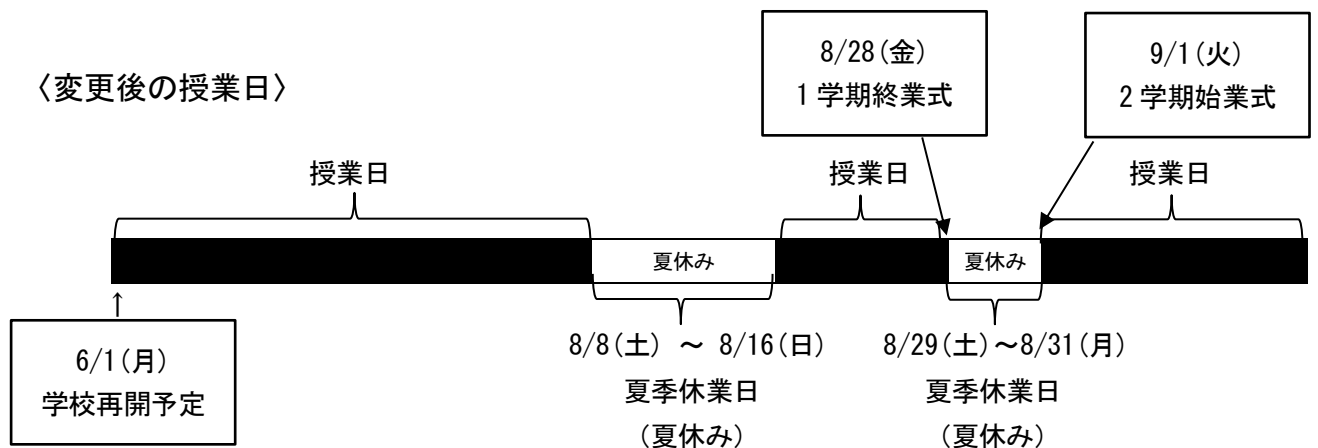 〈変更後の授業日〉
8/28(金)
1学期終業式
9/1(火)
2学期始業式
授業日
授業日
授業日
夏休み
夏休み
↑
6/1(月)
学校再開予定
8/8(土) ～ 8/16(日)
夏季休業日
(夏休み)
8/29(土)～8/31(月)
夏季休業日
(夏休み)